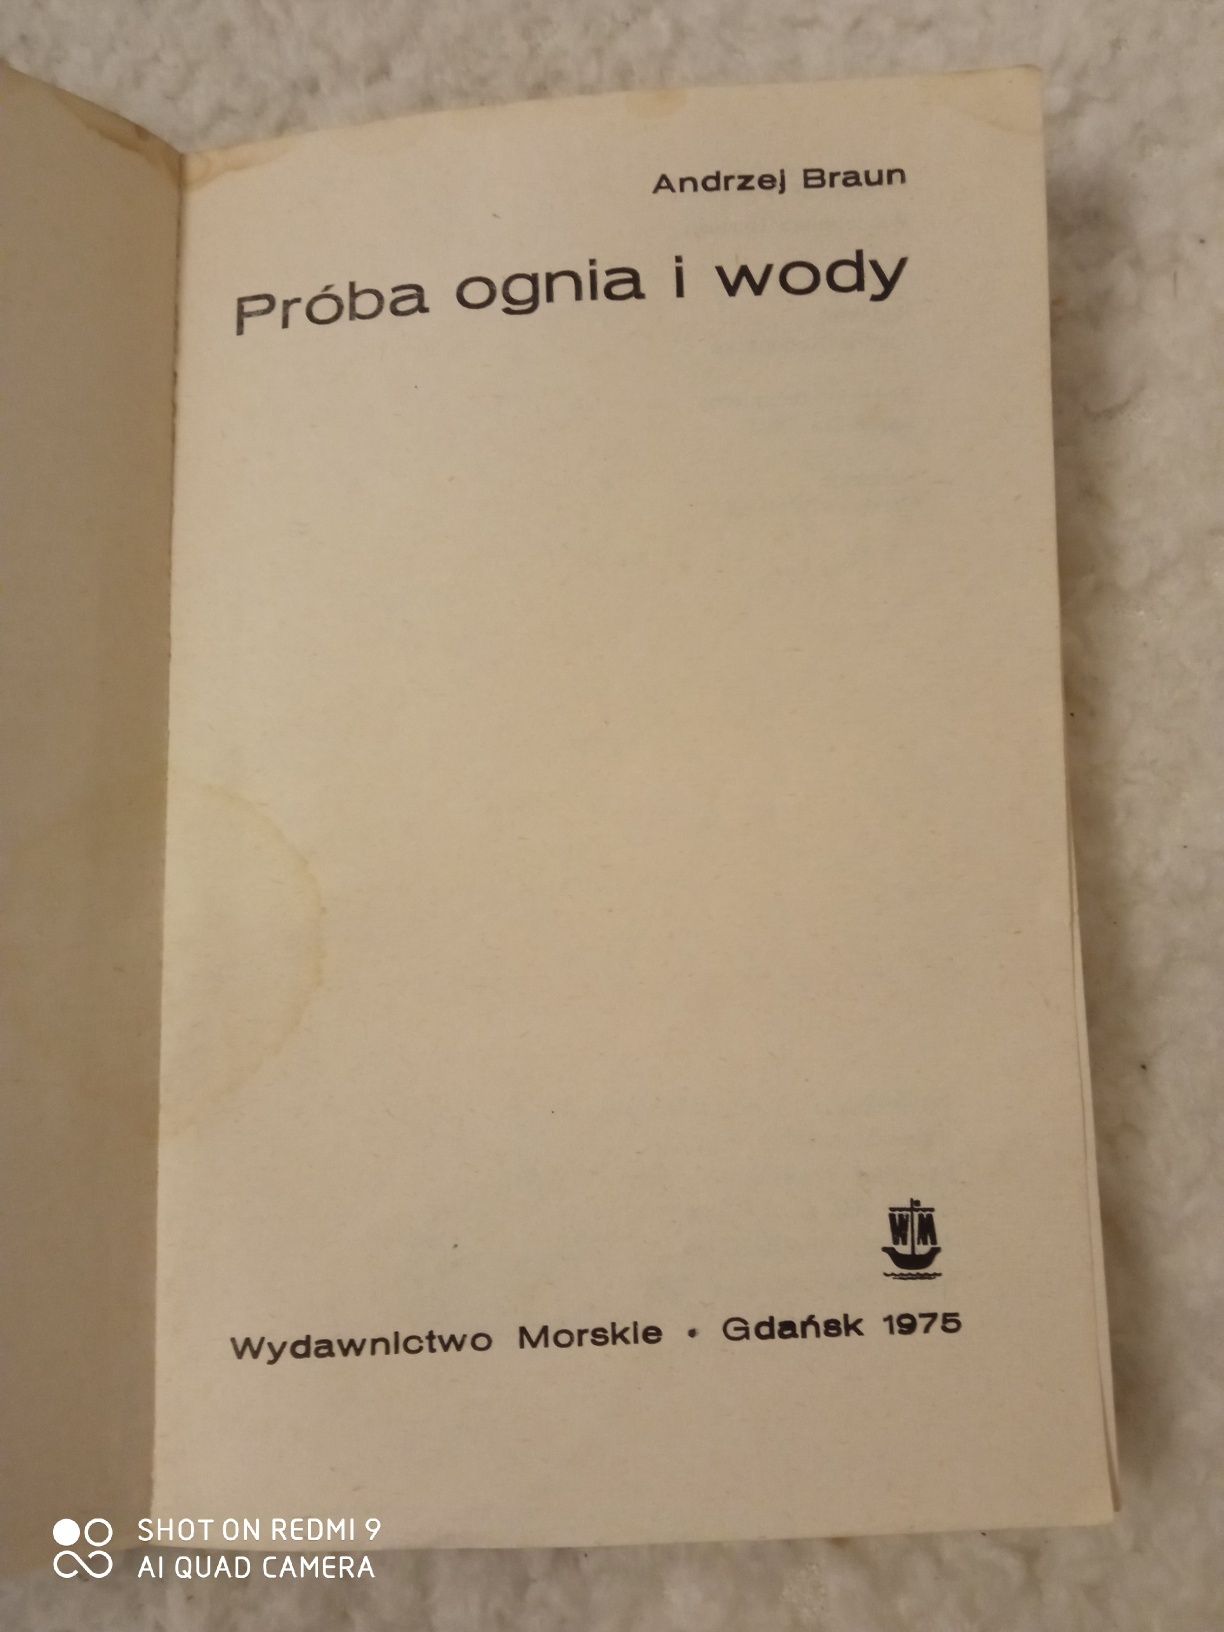 Andrzej Braun
Próba ognia i wody
WM
Wydawnictwo Morskie • Gdańsk 1975
SHOT ON REDMI 9
AI QUAD CAMERA